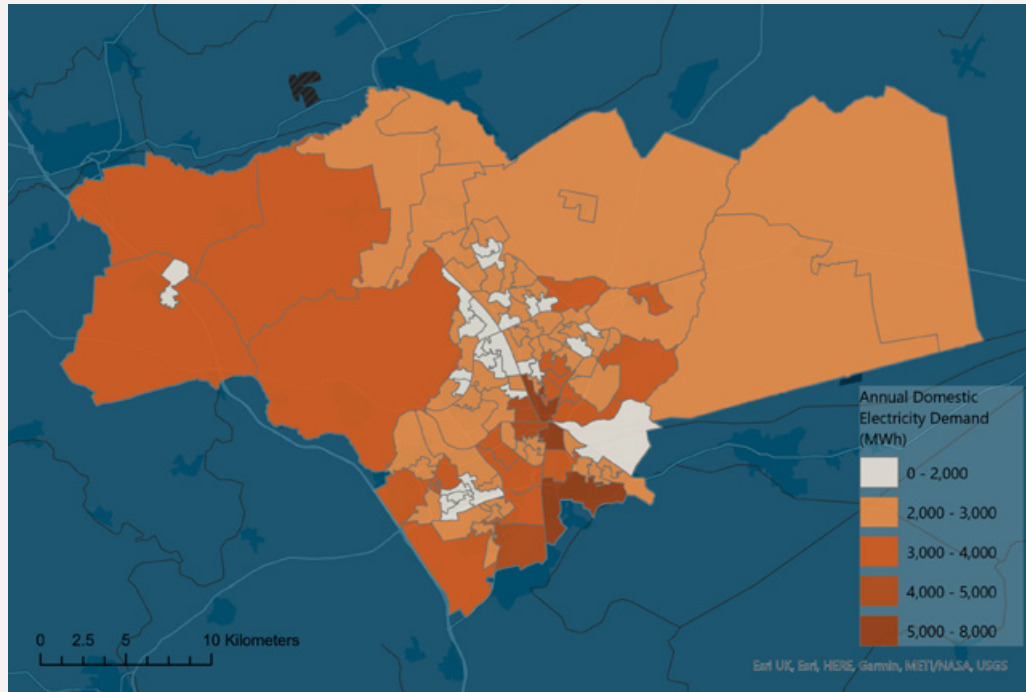 Annual Domestic
Electricity Demand
(MWh)
0 - 2,000
2,000 - 3,000
3,000 - 4,000
4,000 - 5,000
5,000 - 8,000
0 2.5 5 10 Kilometers
Esri UK, Esri, HERE, Garmin, METI/NASA, USGS